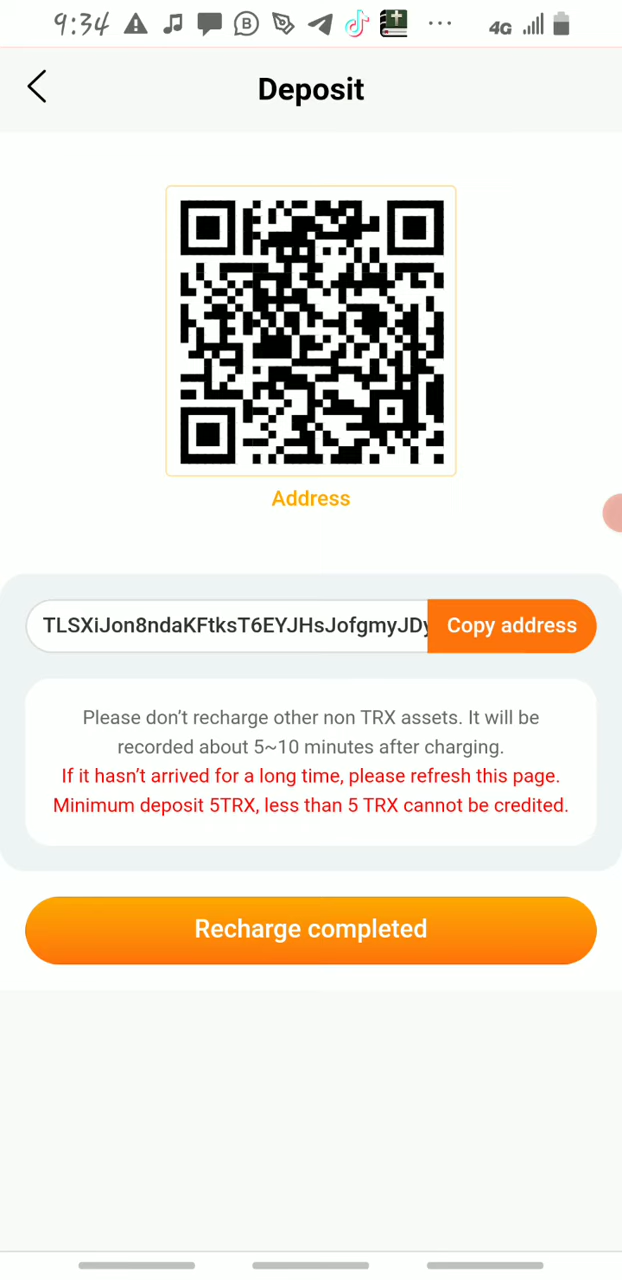 9:34
4G
Deposit
Address
TLSXiJon8ndaKFtksT6EYJHsJofgmyJDy
Copy address
Please don't recharge other non TRX assets. It will be
recorded about 5~10 minutes after charging.
If it hasn't arrived for a long time, please refresh this page.
Minimum deposit 5TRX, less than 5 TRX cannot be credited.
Recharge completed